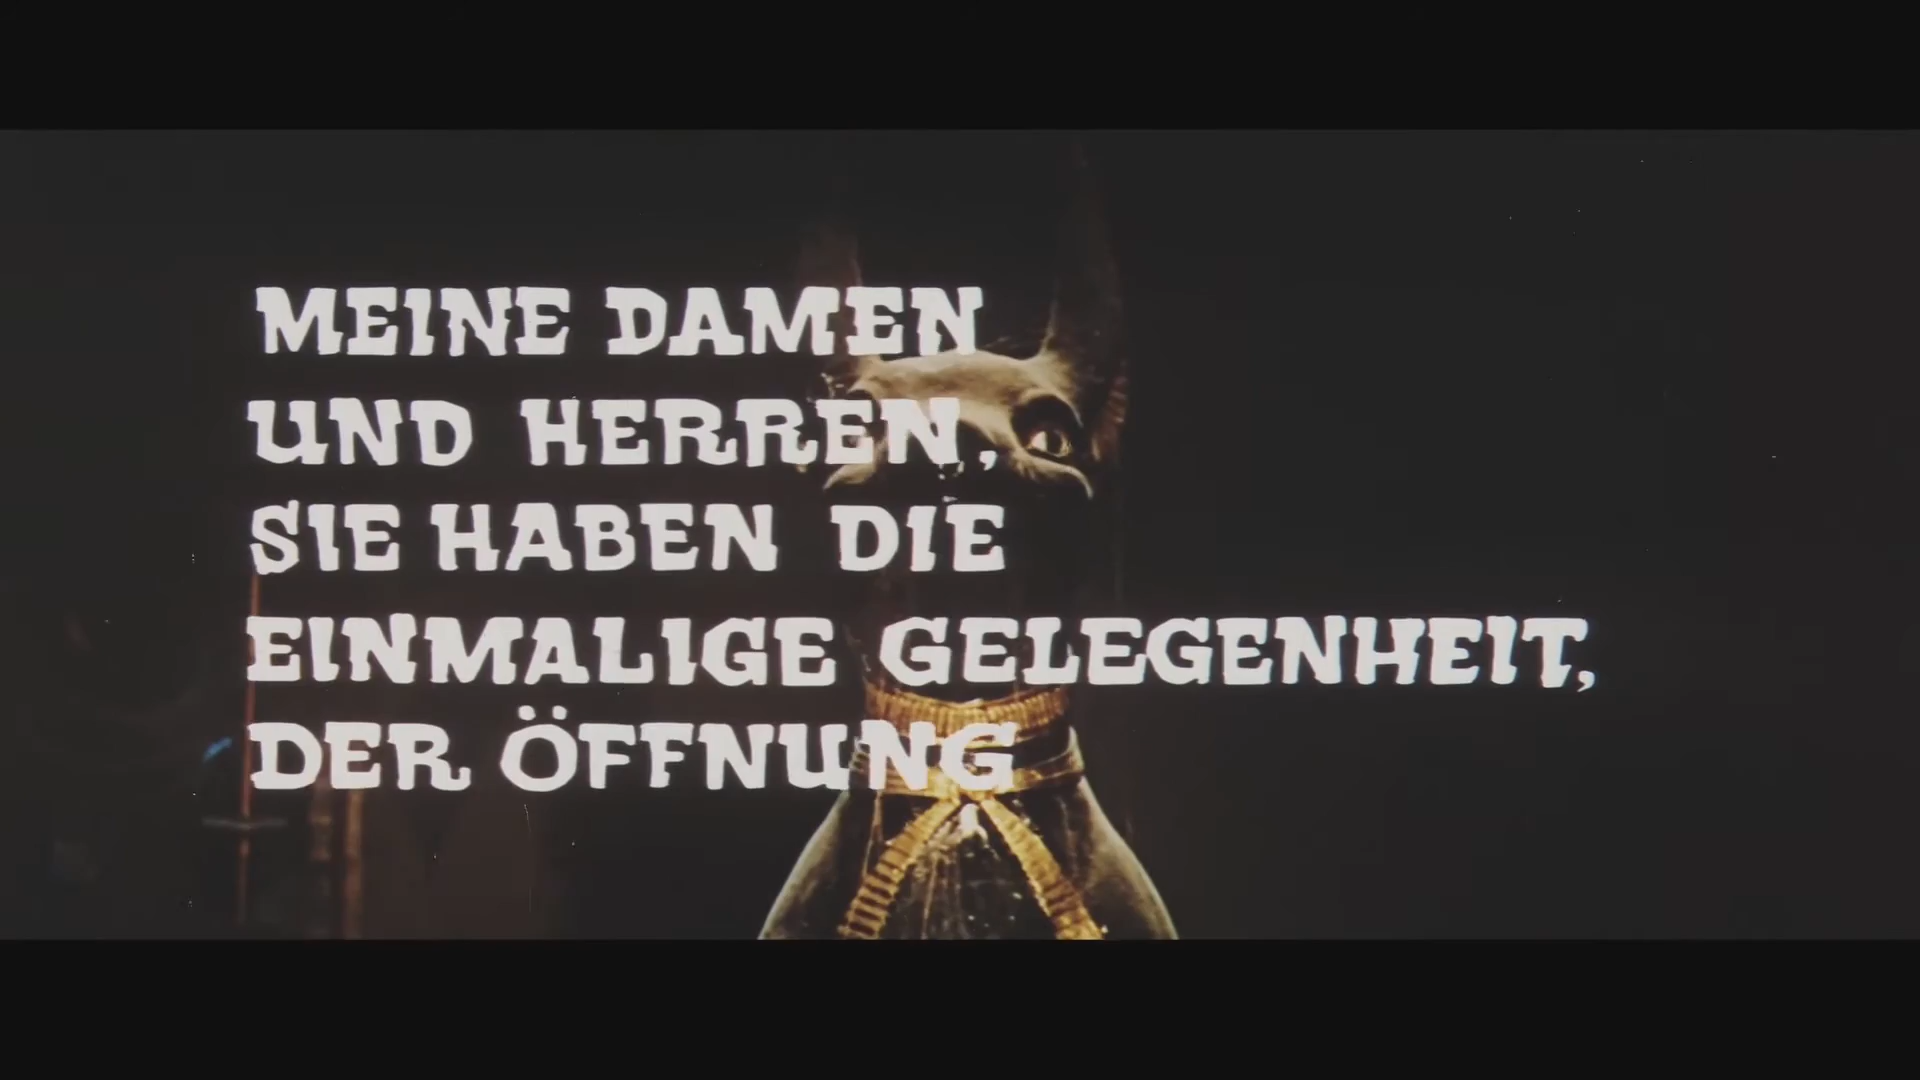 MEINE DAMEN
UND HERREN,
SIE HABEN DIE
EINMALIGE GELEGENHEIT,
DER ÖFFNUNG